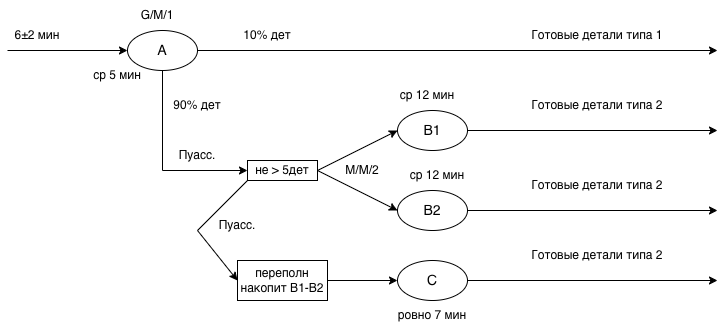 G/M/1
6±2 мин
A
10% дет
Готовые детали типа 1
ср 5 мин
90% дет
ср 12 мин
Готовые детали типа 2
B1
Пуасс.
не > 5дет
M/M/2
ср 12 мин
Готовые детали типа 2
B2
Пуасс.
Готовые детали типа 2
переполн
накопит B1-B2
C
ровно 7 мин